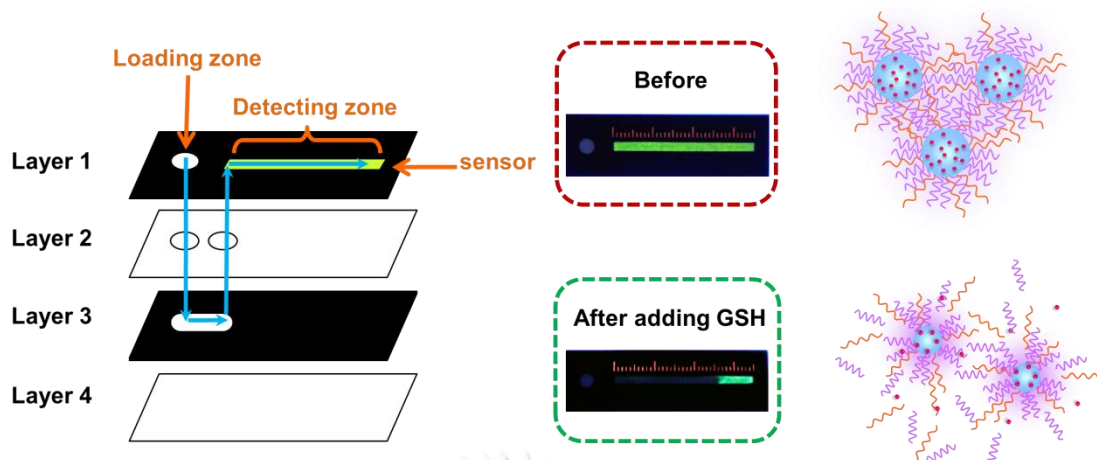 Loading zone
Detecting zone
Layer 1
sensor
Layer 2
Layer 3
Layer 4
Before
After adding GSH